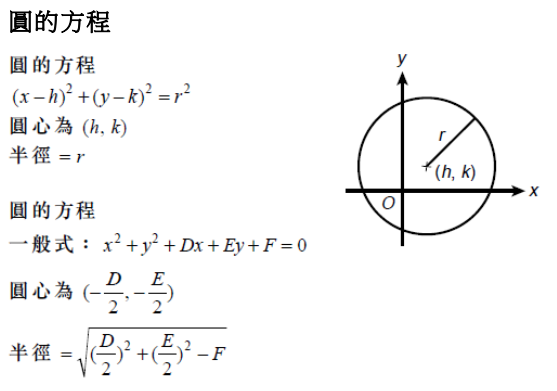 圓的方程
圓的方程
(x−h)²+(y−k)²=r²
圓心為 (h, k)
半徑 = r
圓的方程
一般式： x²+y²+Dx+Ey+F=0
圓心為 (−D/2, −E/2)
半徑 = √((D/2)²+(E/2)²−F)
y
r
(h, k)
O
x